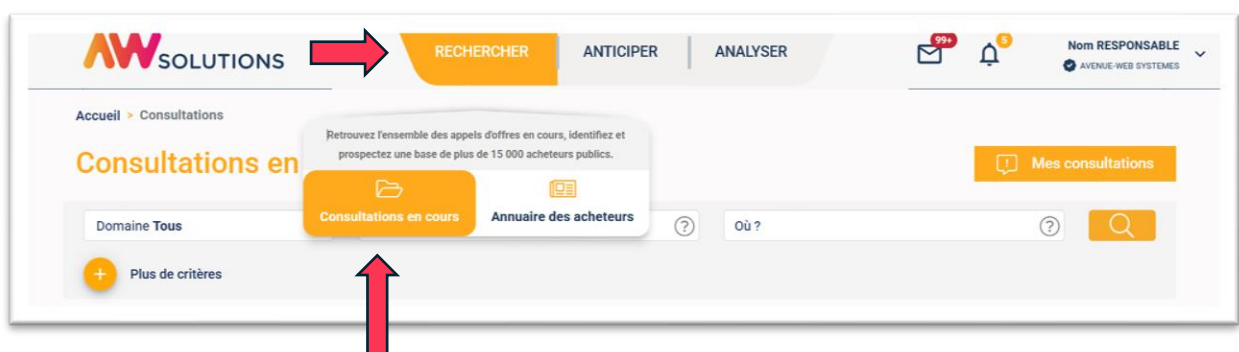 AWSOLUTIONS
RECHERCHER
ANTICIPER
ANALYSER
99+
5
Nom RESPONSABLE
AVENUE-WEB SYSTEMES
Accueil > Consultations
Retrouvez l'ensemble des appels d'offres en cours, identifiez et
prospectez une base de plus de 15 000 acheteurs publics.
Consultations en
Mes consultations
Consultations en cours
Annuaire des acheteurs
Domaine Tous
?
Où ?
?
+ Plus de critères